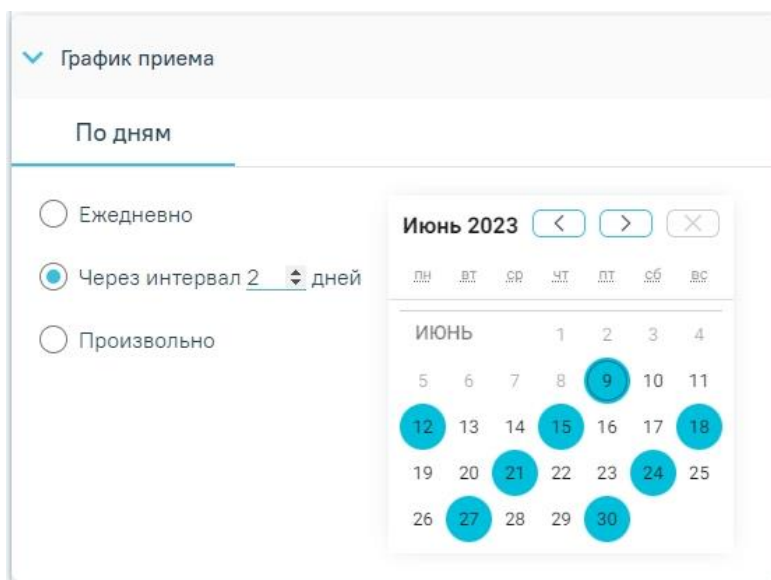 График приема
По дням
Ежедневно
Через интервал 2 дней
Произвольно
Июнь 2023
пн вт ср чт пт сб вс
ИЮНЬ 1 2 3 4
5 6 7 8 9 10 11
12 13 14 15 16 17 18
19 20 21 22 23 24 25
26 27 28 29 30